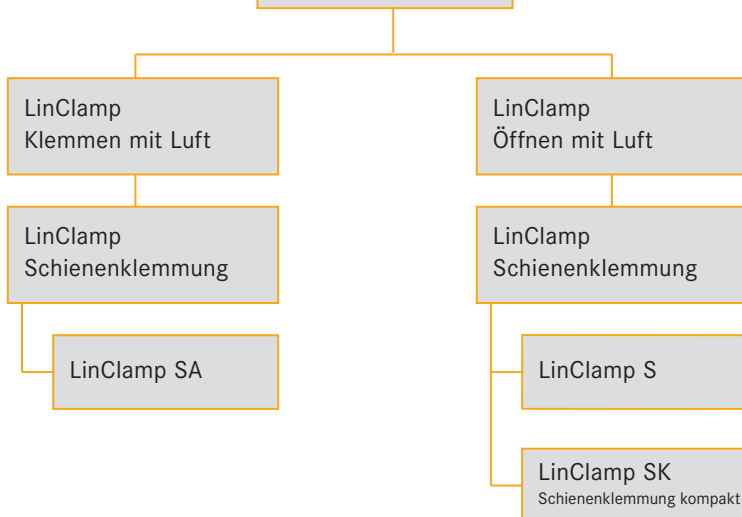 LinClamp
Klemmen mit Luft
LinClamp
Schienenklemmung
LinClamp SA
LinClamp
Öffnen mit Luft
LinClamp
Schienenklemmung
LinClamp S
LinClamp SK
Schienenklemmung kompakt